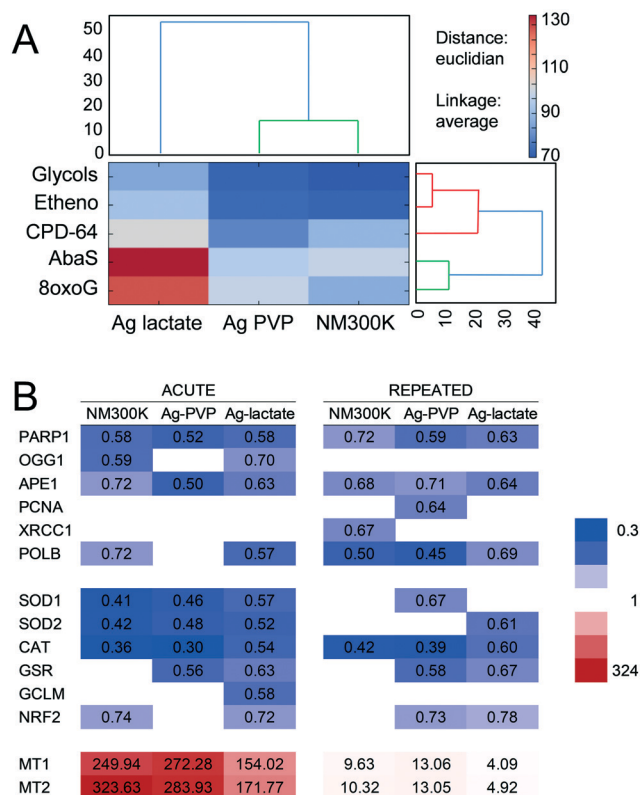 A
50
40
30
20
10
0
Distance:
euclidian
Linkage:
average
130
110
90
70
Glycols
Etheno
CPD-64
AbaS
8oxoG
Ag lactate Ag PVP NM300K
0 10 20 30 40
B
ACUTE REPEATED
NM300K Ag-PVP Ag-lactate NM300K Ag-PVP Ag-lactate
PARP1 0.58 0.52 0.58 0.72 0.59 0.63
OGG1 0.59 0.70
APE1 0.72 0.50 0.63 0.68 0.71 0.64
PCNA 0.64
XRCC1 0.67
POLB 0.72 0.57 0.50 0.45 0.69
SOD1 0.41 0.46 0.57 0.67
SOD2 0.42 0.48 0.52 0.61
CAT 0.36 0.30 0.54 0.42 0.39 0.60
GSR 0.56 0.63 0.58 0.67
GCLM 0.58
NRF2 0.74 0.72 0.73 0.78
MT1 249.94 272.28 154.02 9.63 13.06 4.09
MT2 323.63 283.93 171.77 10.32 13.05 4.92
0.3
1
324